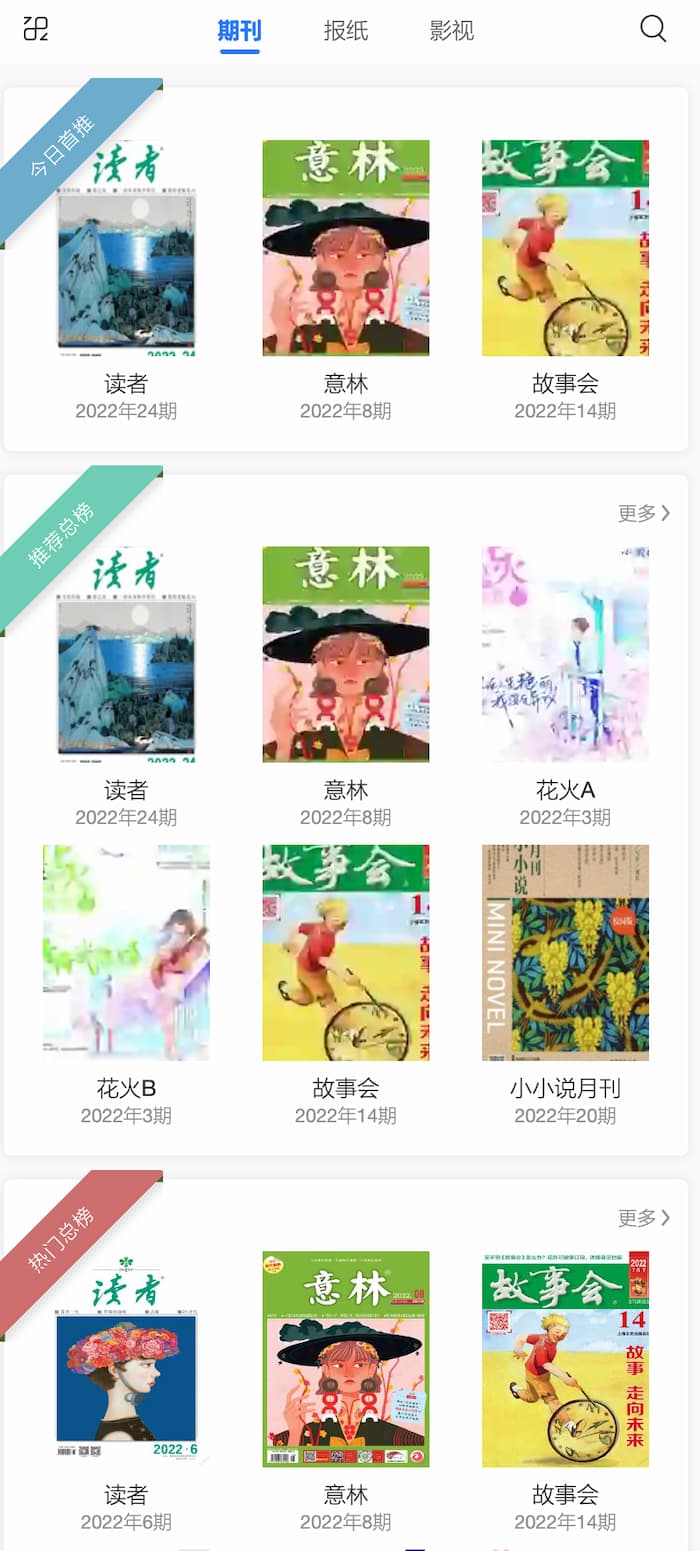 期刊 报纸 影视
今日首推
读者
意林
故事会
读者 意林 故事会
2022年24期 2022年8期 2022年14期
推荐总榜
更多
读者
意林
读者 意林 花火A
2022年24期 2022年8期 2022年3期
故事会
小小说月刊
MINI NOVEL
花火B 故事会 小小说月刊
2022年3期 2022年14期 2022年20期
热门总榜
更多
读者
2022·6
意林
2022 08
故事会
2022
14
故事 走向未来
读者 意林 故事会
2022年6期 2022年8期 2022年14期